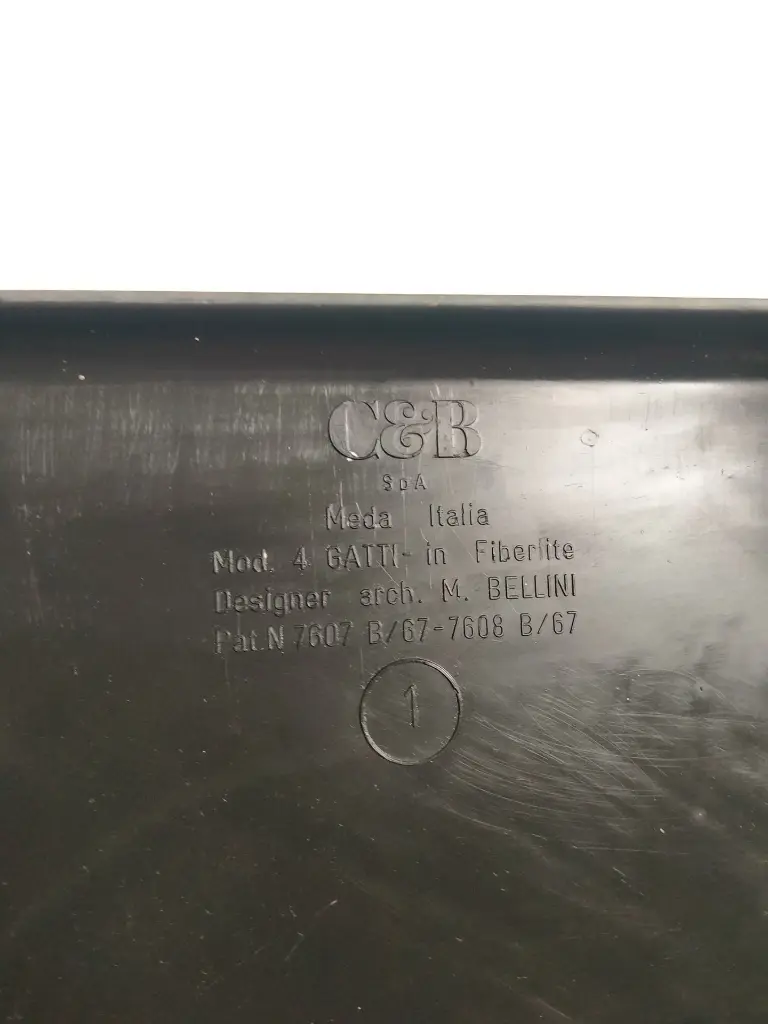 C&B
SpA
Meda Italia
Mod. 4 GATTI- in Fiberlite
Designer arch. M. BELLINI
Pat.N 7607 B/67-7608 B/67
1